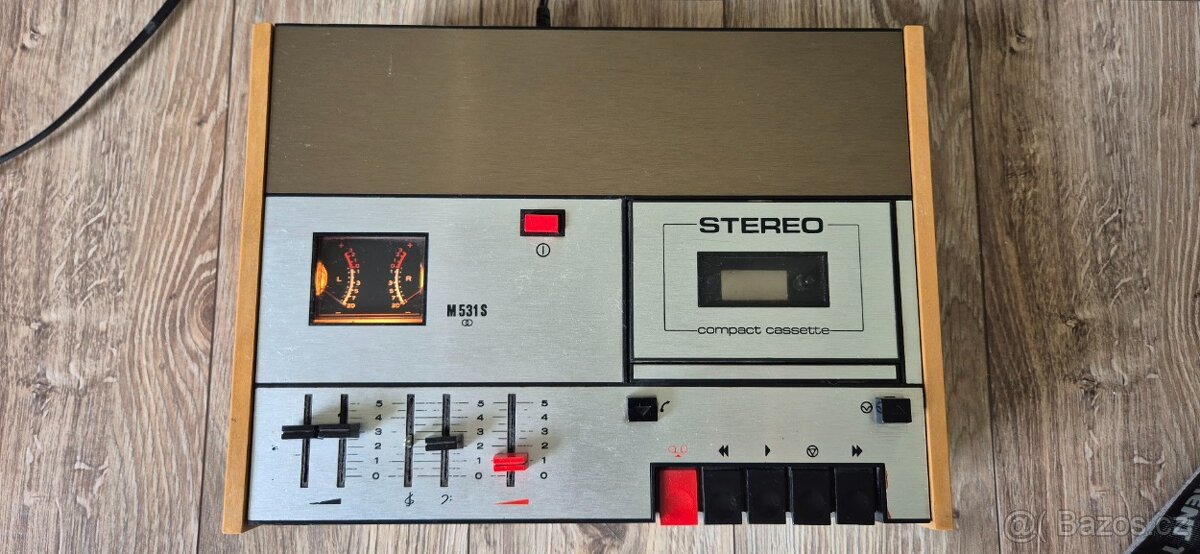 STEREO
+ +
L R
M 531 S
compact cassette
5 5 5
4 4 4
3 3 3
2 2 2
1 1 1
0 0 0
Bazos.cz